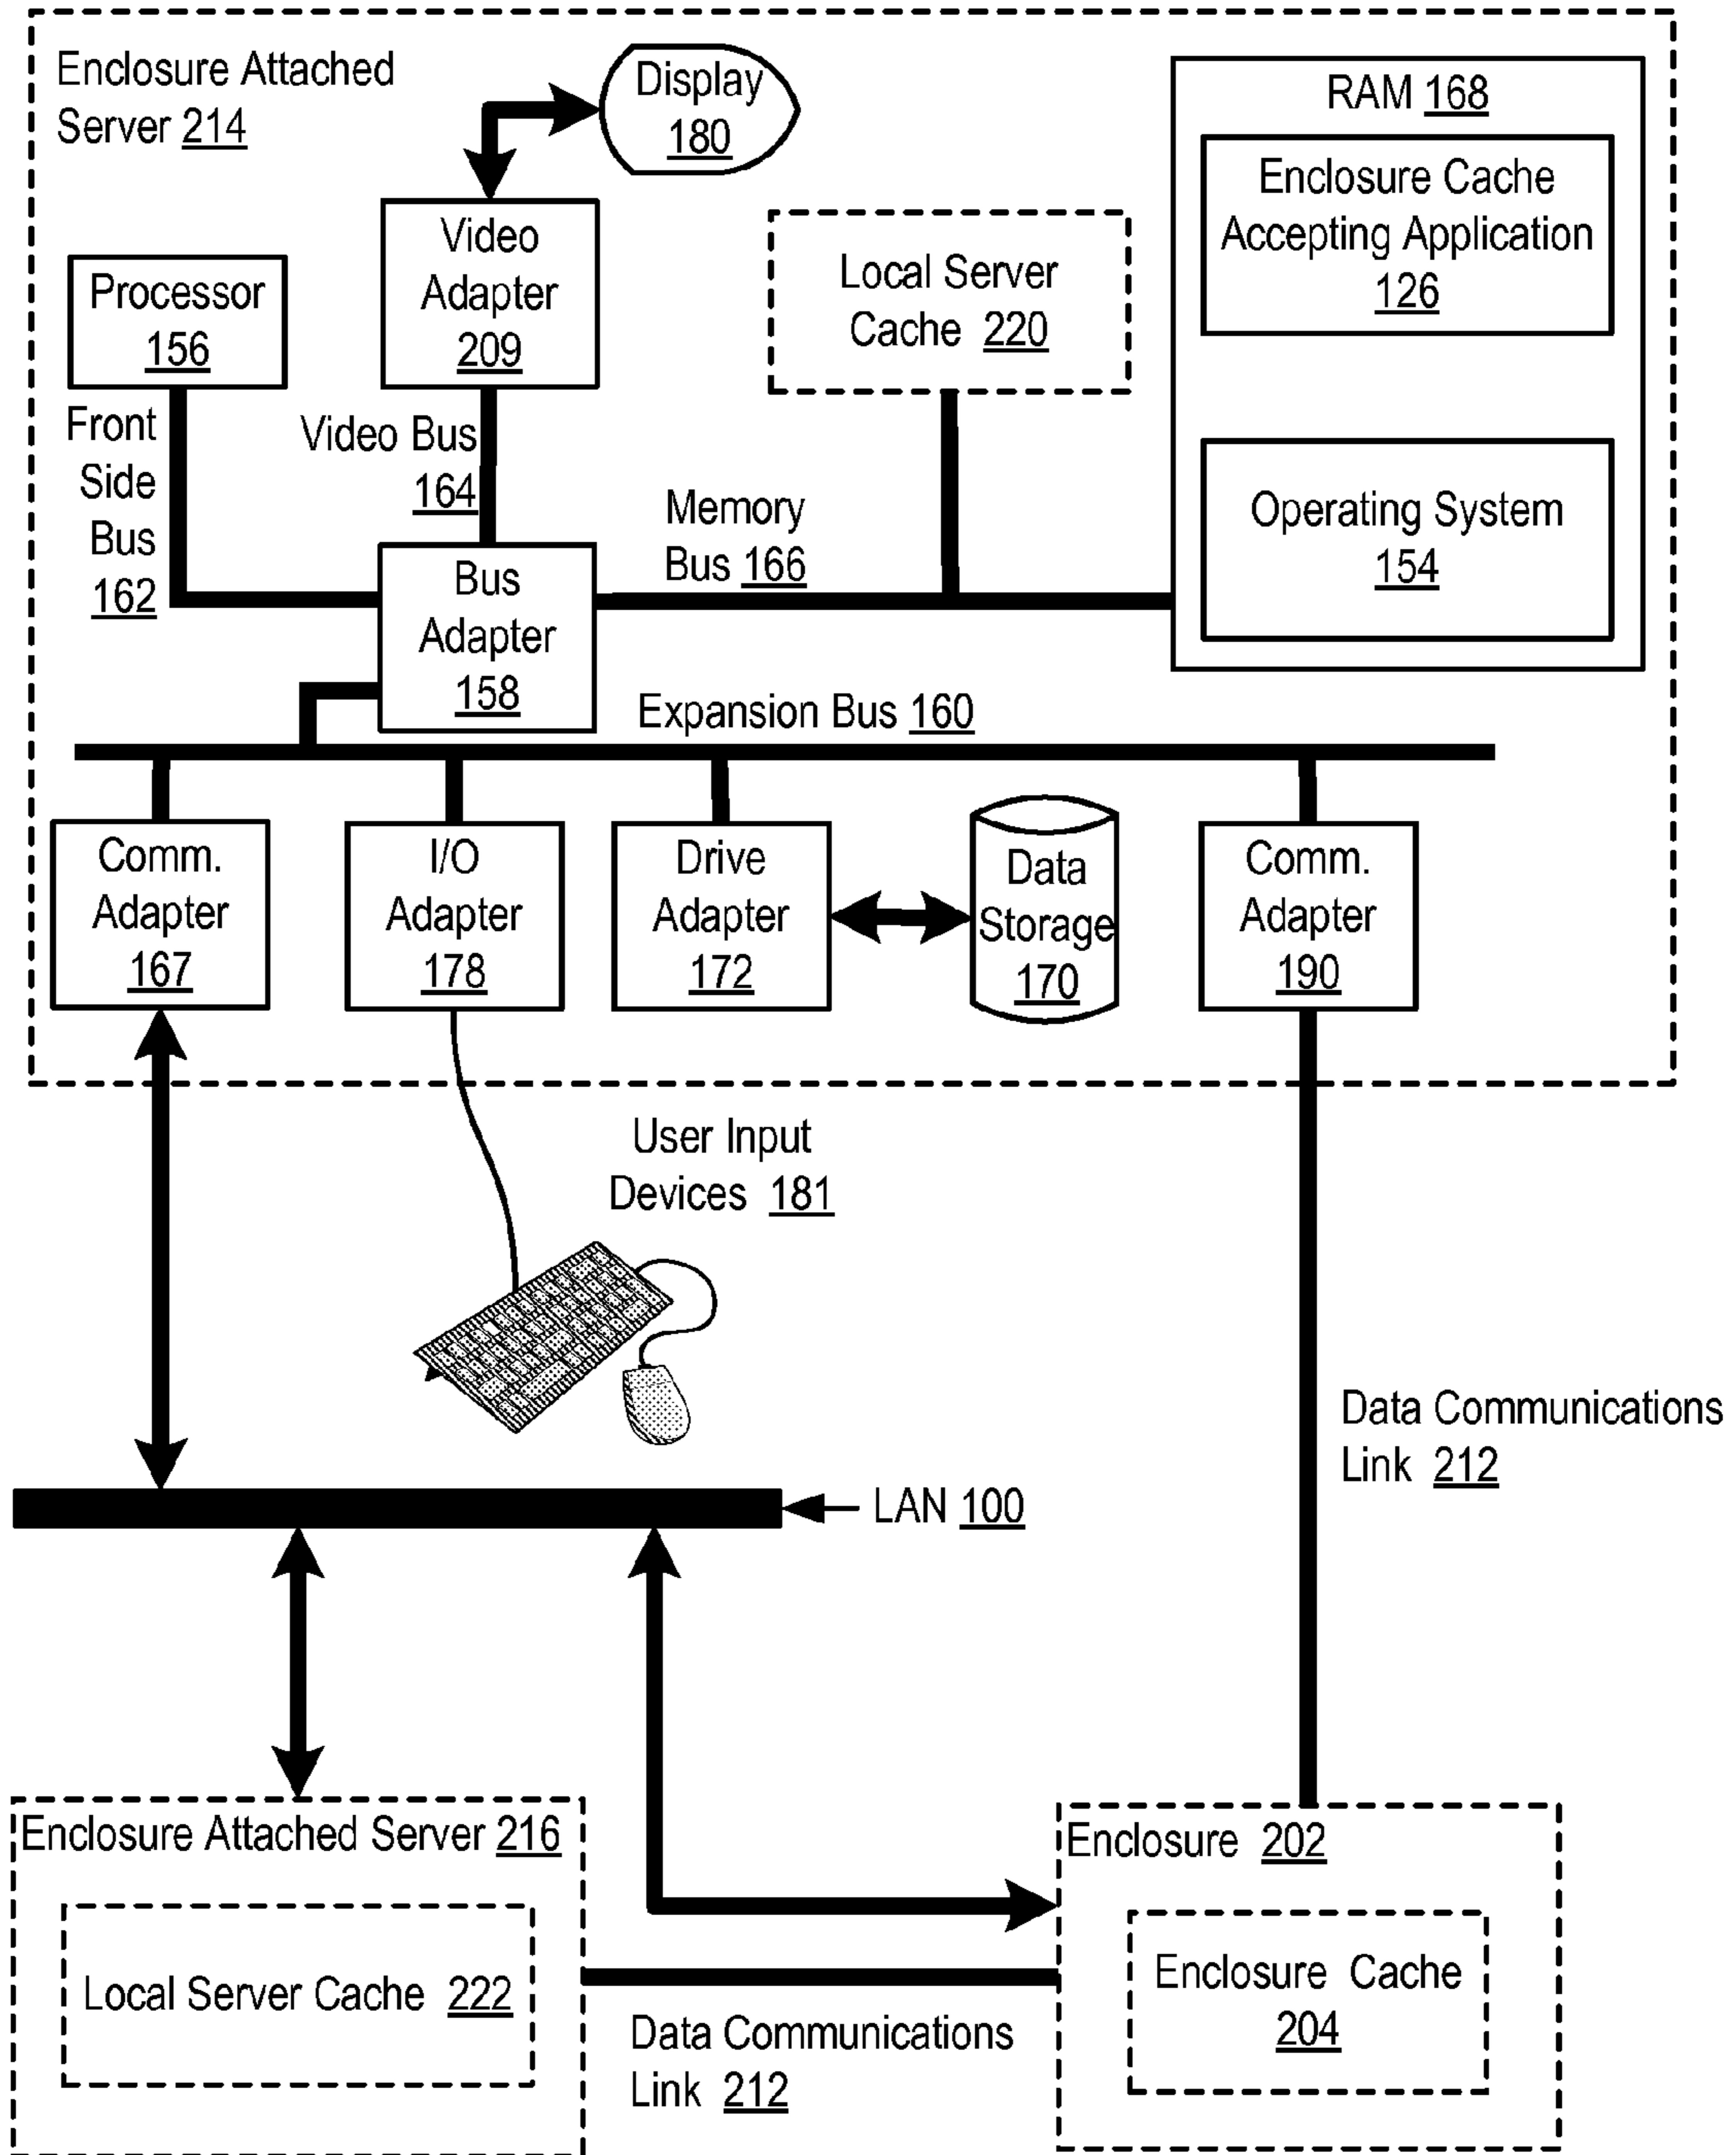 Enclosure Attached
Server 214
Display
180
RAM 168
Enclosure Cache
Accepting Application
126
Video
Adapter
209
Local Server
Cache 220
Processor
156
Front
Side
Bus
162
Video Bus
164
Memory
Bus 166
Operating System
154
Bus
Adapter
158
Expansion Bus 160
Comm.
Adapter
167
I/O
Adapter
178
Drive
Adapter
172
Data
Storage
170
Comm.
Adapter
190
User Input
Devices 181
Data Communications
Link 212
LAN 100
Enclosure Attached Server 216
Local Server Cache 222
Enclosure 202
Enclosure Cache
204
Data Communications
Link 212